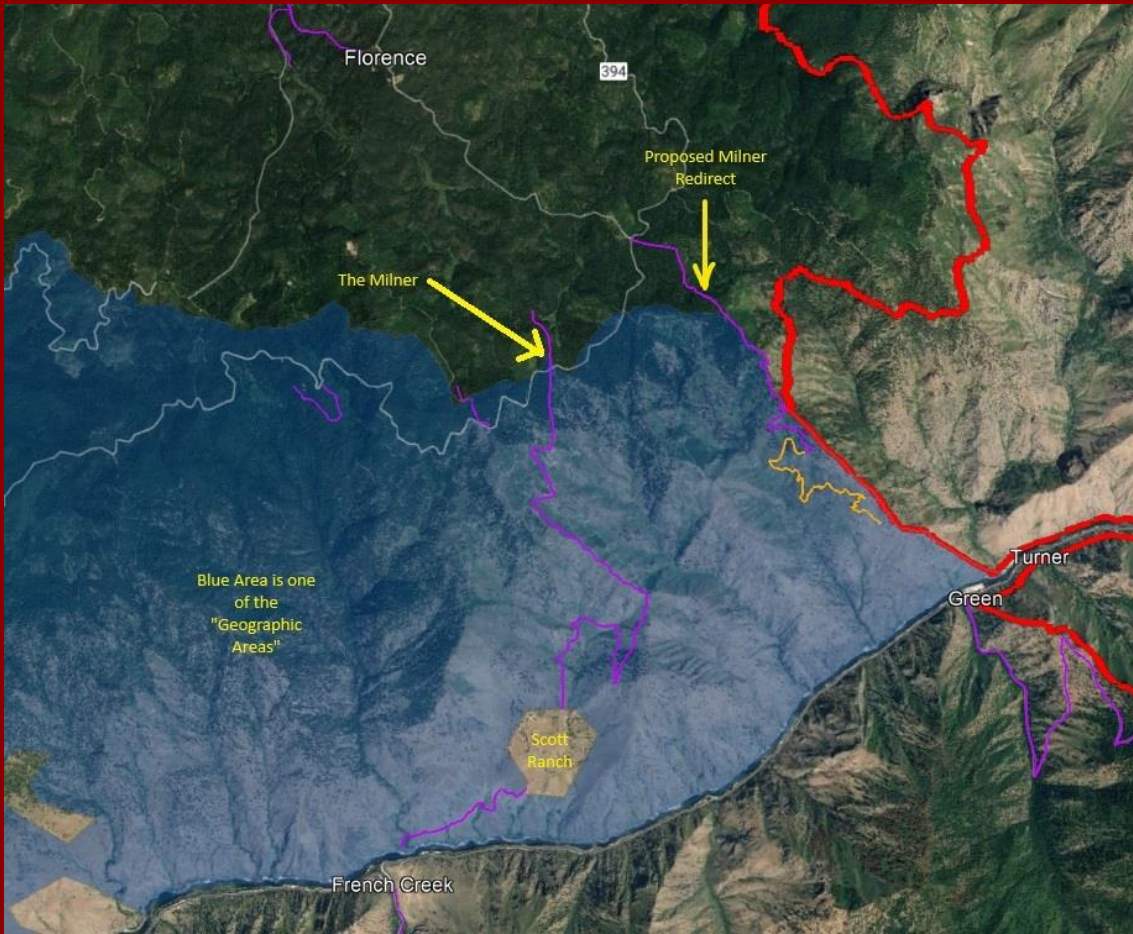 Florence
394
Proposed Milner
Redirect
The Milner
Turner
Green
Blue Area is one
of the
"Geographic
Areas"
Scott
Ranch
French Creek